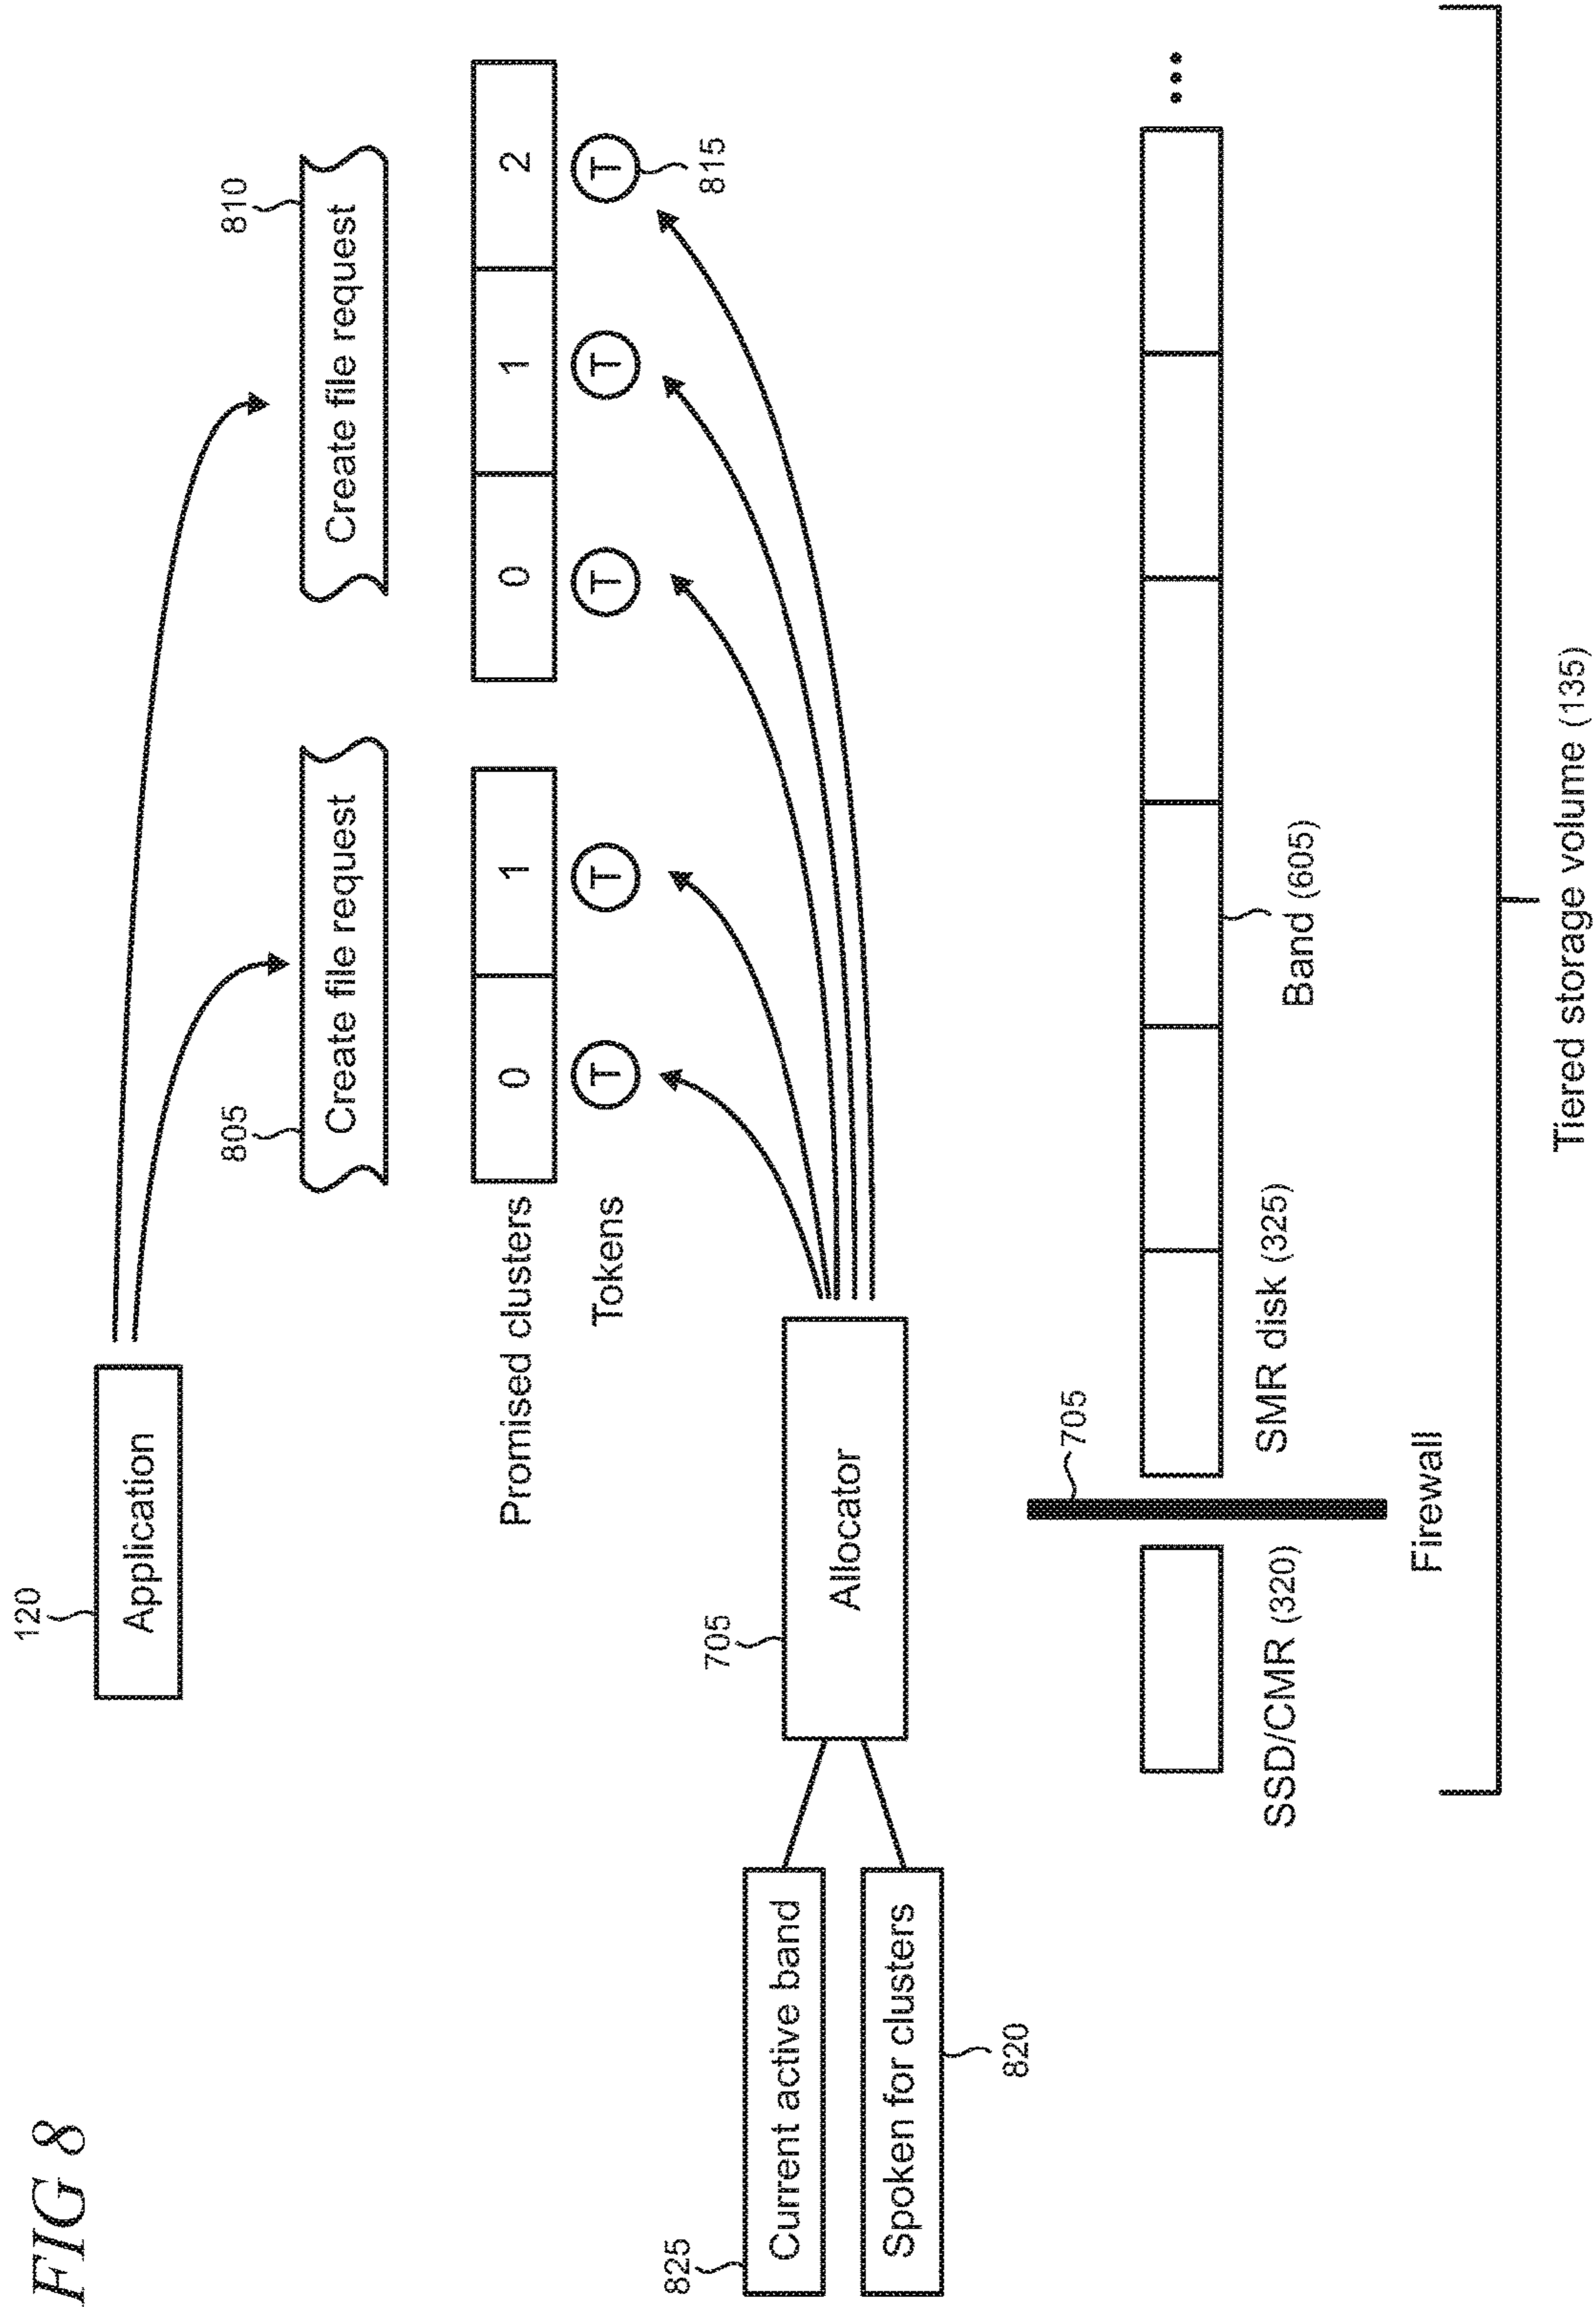 FIG 8
120
Application
805
Create file request
810
Create file request
Promised clusters
0
1
0
1
2
Tokens
T
T
T
T
T
815
825
Current active band
Spoken for clusters
820
705
Allocator
705
SSD/CMR (320)
SMR disk (325)
Band (605)
...
Firewall
Tiered storage volume (135)